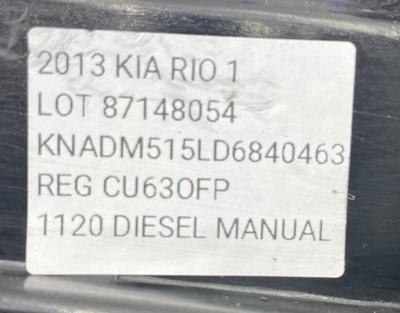 2013 KIA RIO 1
LOT 87148054
KNADM515LD6840463
REG CU63OFP
1120 DIESEL MANUAL